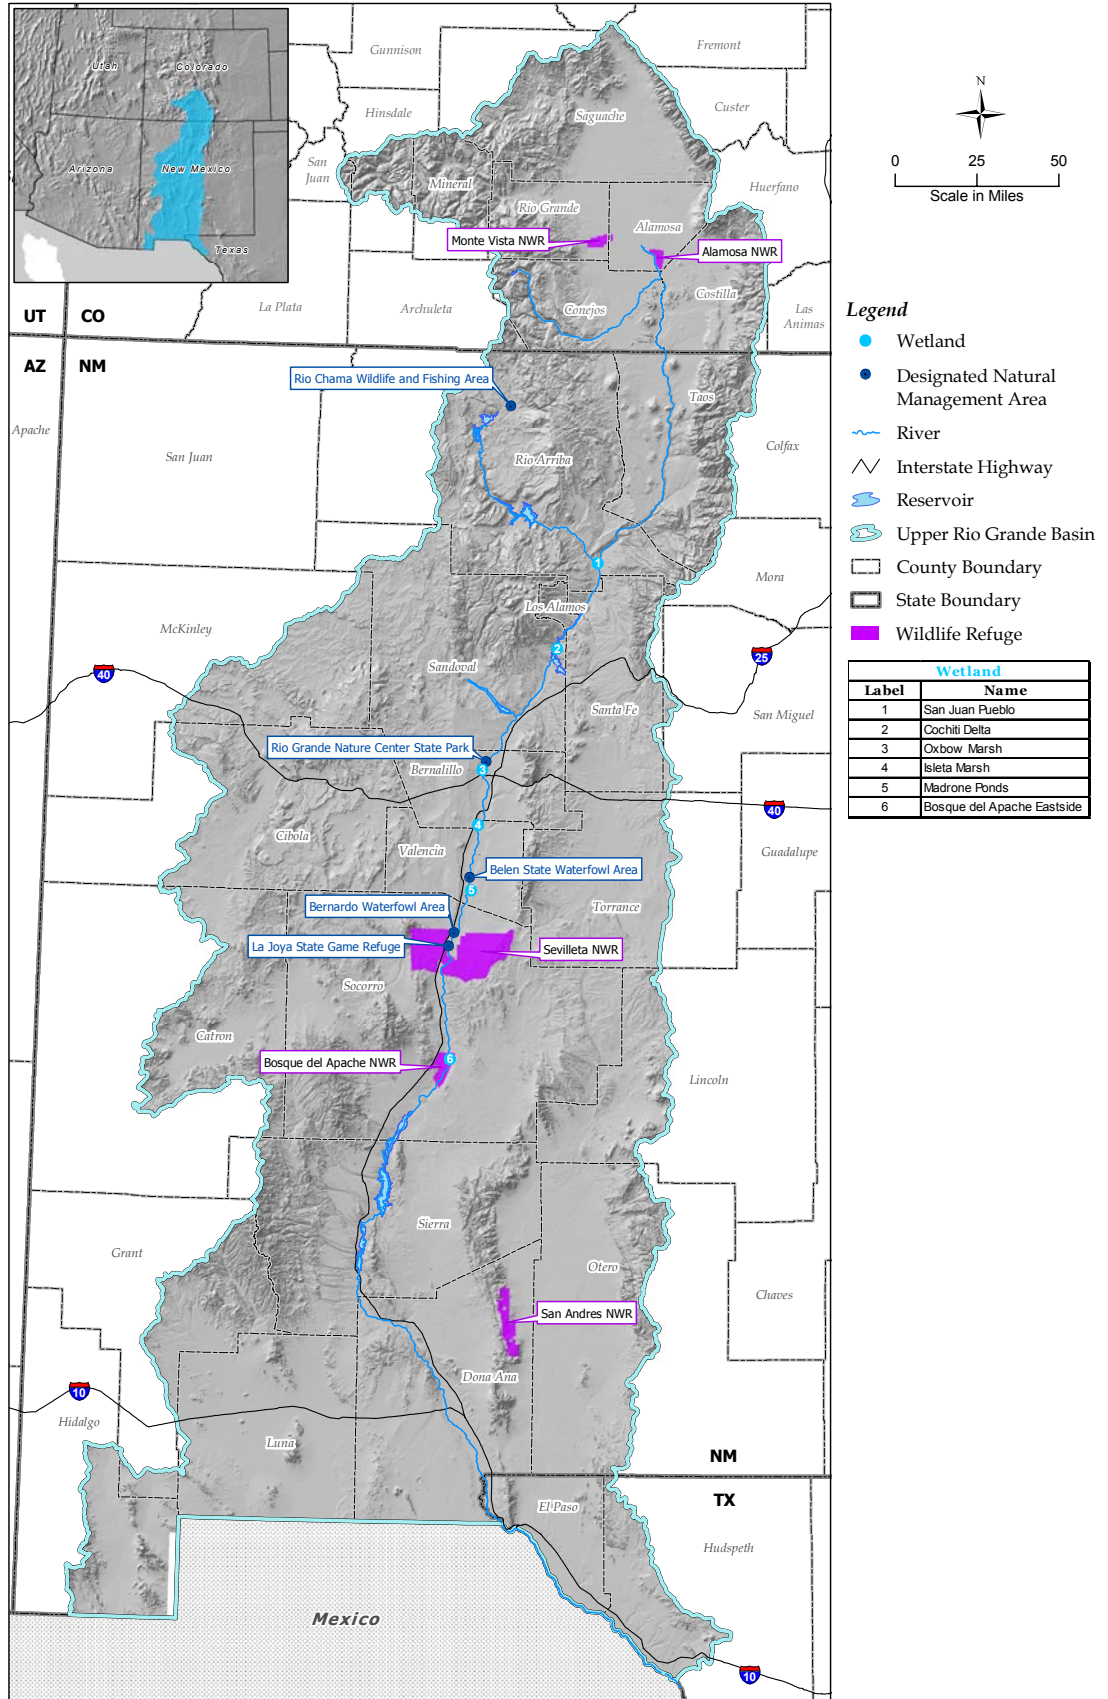 Utah
Colorado
Arizona
New Mexico
Texas
Gunnison
Fremont
Saguache
Custer
Hinsdale
San
Juan
Mineral
Huerfano
Rio Grande
Alamosa
Monte Vista NWR
Alamosa NWR
Costilla
La Plata
Archuleta
Conejos
Las
Animas
UT
CO
AZ
NM
Rio Chama Wildlife and Fishing Area
Taos
Apache
San Juan
Rio Arriba
Colfax
1
Mora
Los Alamos
McKinley
2
Sandoval
25
40
Santa Fe
San Miguel
Rio Grande Nature Center State Park
Bernalillo
3
40
4
Cibola
Valencia
Guadalupe
Belen State Waterfowl Area
5
Bernardo Waterfowl Area
Torrance
La Joya State Game Refuge
Sevilleta NWR
Socorro
Catron
Bosque del Apache NWR
6
Lincoln
Sierra
Grant
Otero
Chaves
San Andres NWR
Dona Ana
10
Hidalgo
Luna
NM
TX
El Paso
Hudspeth
Mexico
10
N
0 25 50
Scale in Miles
Legend
Wetland
Designated Natural
Management Area
River
Interstate Highway
Reservoir
Upper Rio Grande Basin
County Boundary
State Boundary
Wildlife Refuge
Wetland
Label Name
1 San Juan Pueblo
2 Cochiti Delta
3 Oxbow Marsh
4 Isleta Marsh
5 Madrone Ponds
6 Bosque del Apache Eastside